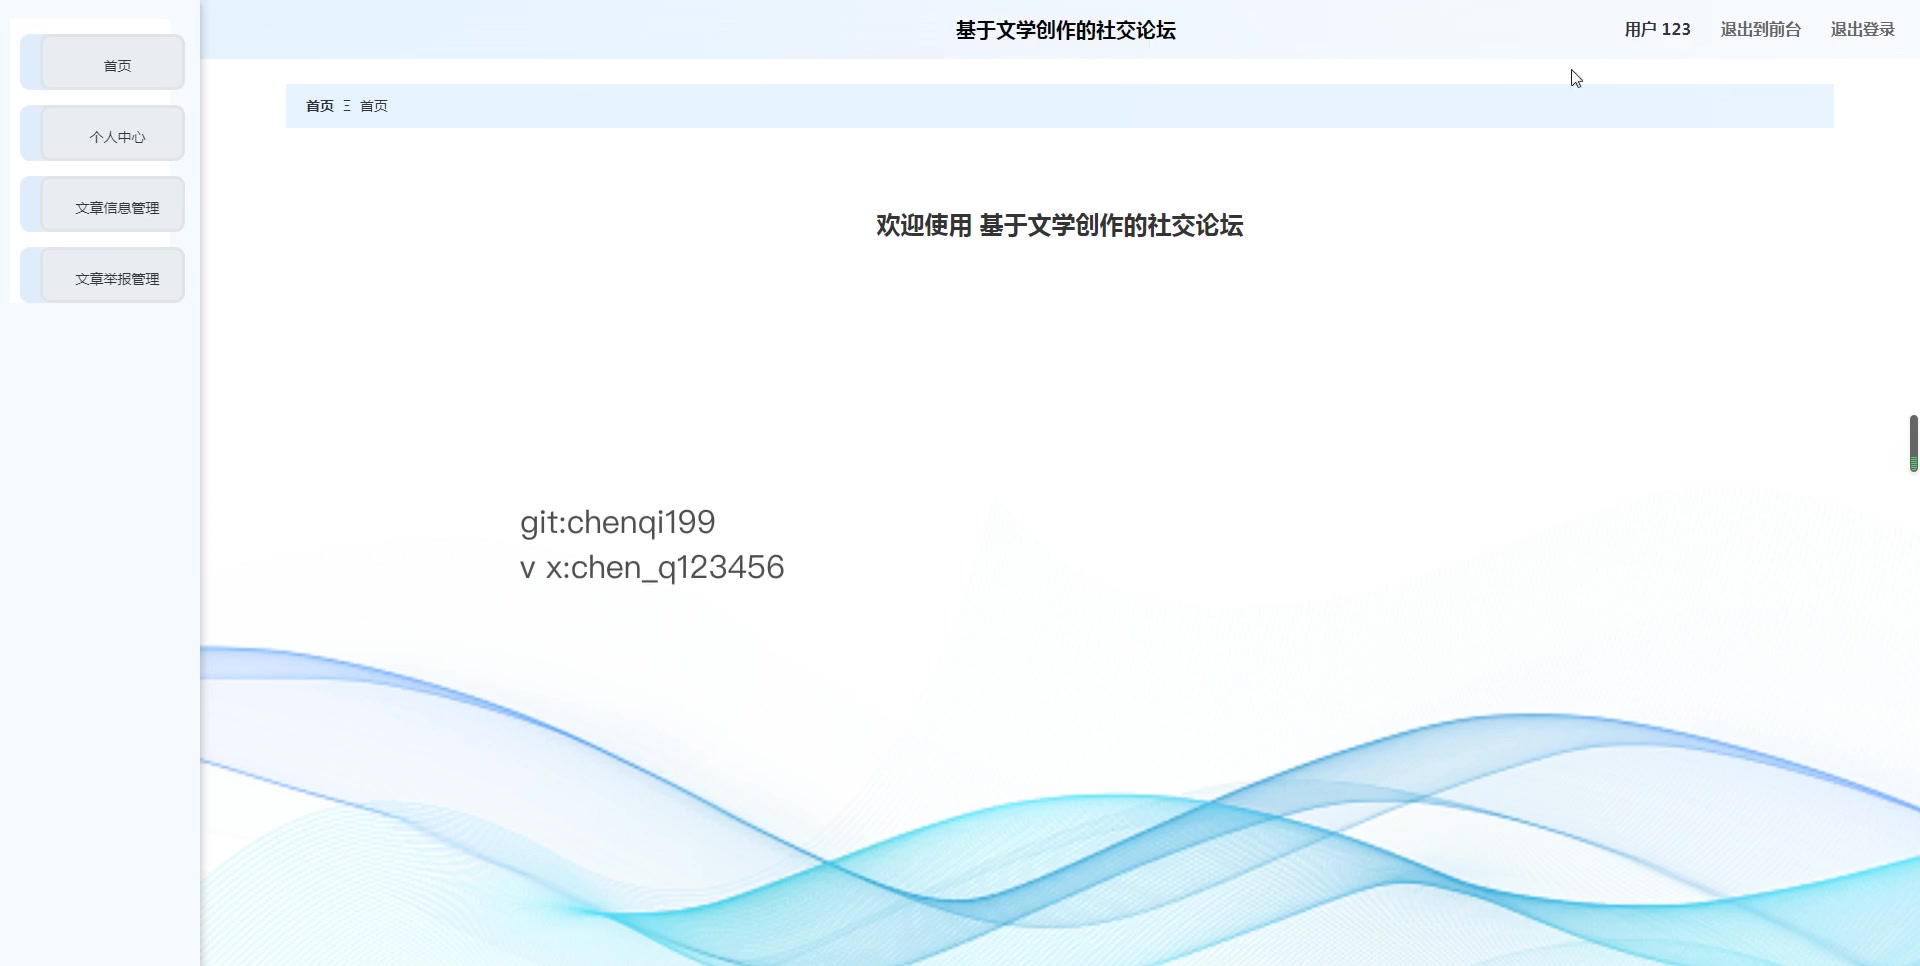 基于文学创作的社交论坛
用户 123
退出到前台
退出登录
首页
个人中心
文章信息管理
文章举报管理
首页 Ξ 首页
欢迎使用 基于文学创作的社交论坛
git:chenqi199
v x:chen_q123456